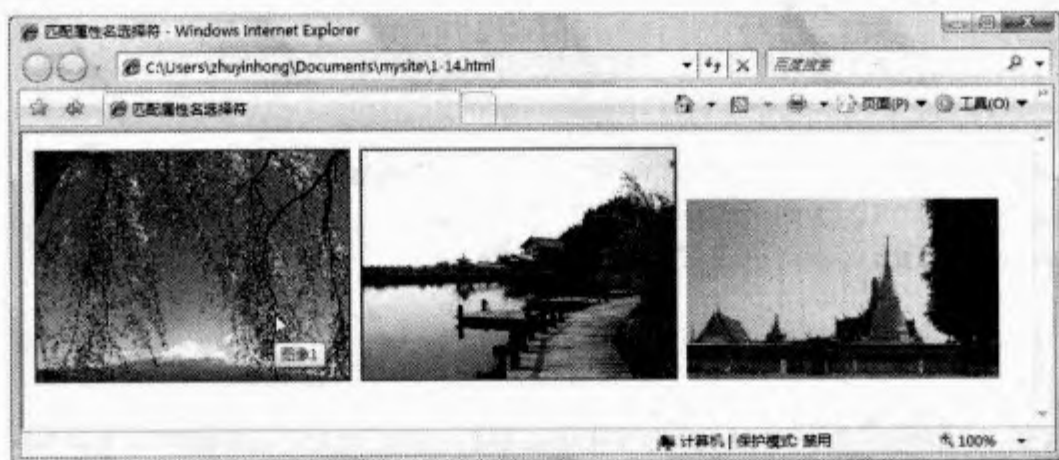 匹配属性名选择符 - Windows Internet Explorer
C:\Users\zhuyinhong\Documents\mysite\1-14.html
百度搜索
匹配属性名选择符
页面(P)
工具(O)
图像1
计算机 | 保护模式: 禁用
100%